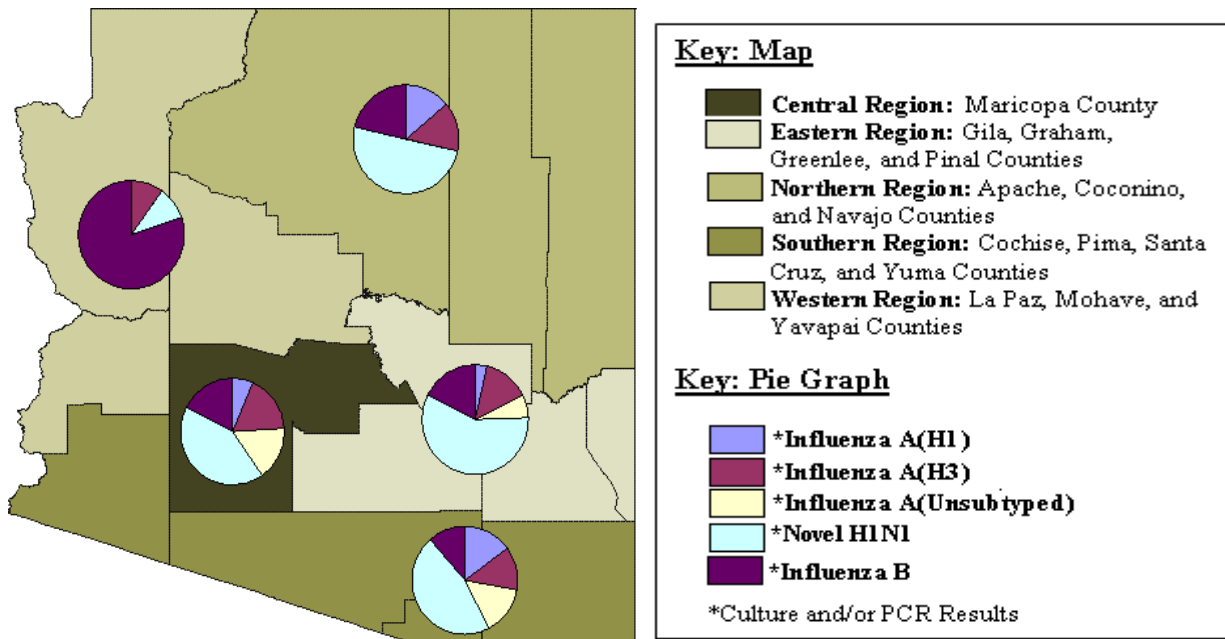 Key: Map
Central Region: Maricopa County
Eastern Region: Gila, Graham,
Greenlee, and Pinal Counties
Northern Region: Apache, Coconino,
and Navajo Counties
Southern Region: Cochise, Pima, Santa
Cruz, and Yuma Counties
Western Region: La Paz, Mohave, and
Yavapai Counties
Key: Pie Graph
*Influenza A(H1)
*Influenza A(H3)
*Influenza A(Unsubtyped)
*Novel H1N1
*Influenza B
*Culture and/or PCR Results